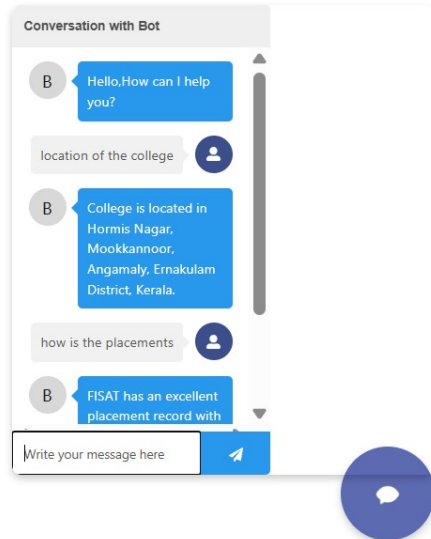 Conversation with Bot
B
Hello,How can I help
you?
location of the college
B
College is located in
Hormis Nagar,
Mookkannoor,
Angamaly, Ernakulam
District, Kerala.
how is the placements
B
FISAT has an excellent
placement record with
Write your message here